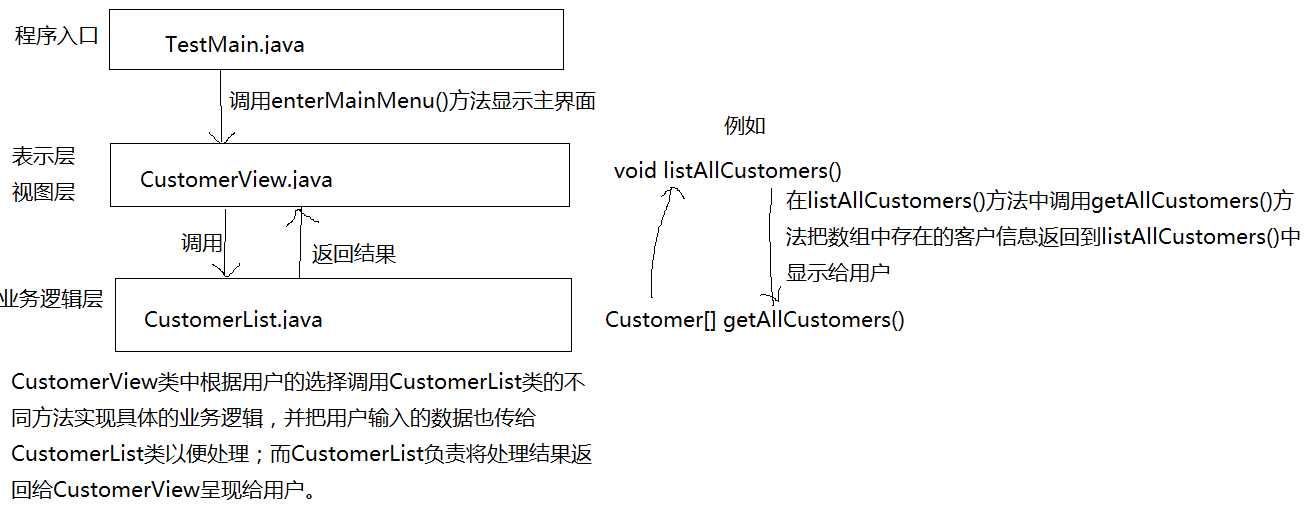 程序入口
TestMain.java
调用enterMainMenu()方法显示主界面
表示层
视图层
CustomerView.java
调用
返回结果
业务逻辑层
CustomerList.java
CustomerView类中根据用户的选择调用CustomerList类的不
同方法实现具体的业务逻辑，并把用户输入的数据也传给
CustomerList类以便处理；而CustomerList负责将处理结果返
回给CustomerView呈现给用户。
例如
void listAllCustomers()
在listAllCustomers()方法中调用getAllCustomers()方
法把数组中存在的客户信息返回到listAllCustomers()中
显示给用户
Customer[] getAllCustomers()